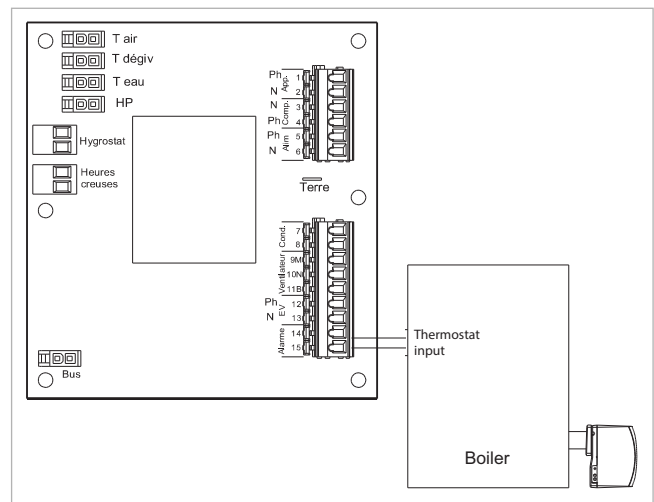 T air
T dégiv
T eau
HP
Hygrostat
Heures
creuses
Ph 1
N 2
App.
N 3
Ph 4
Comp.
Ph 5
N 6
Alim
Terre
7
8
Cond.
9M
10N
11B
Ventilateur
Ph 12
N 13
EV
14
15
Alarme
Bus
Thermostat
input
Boiler